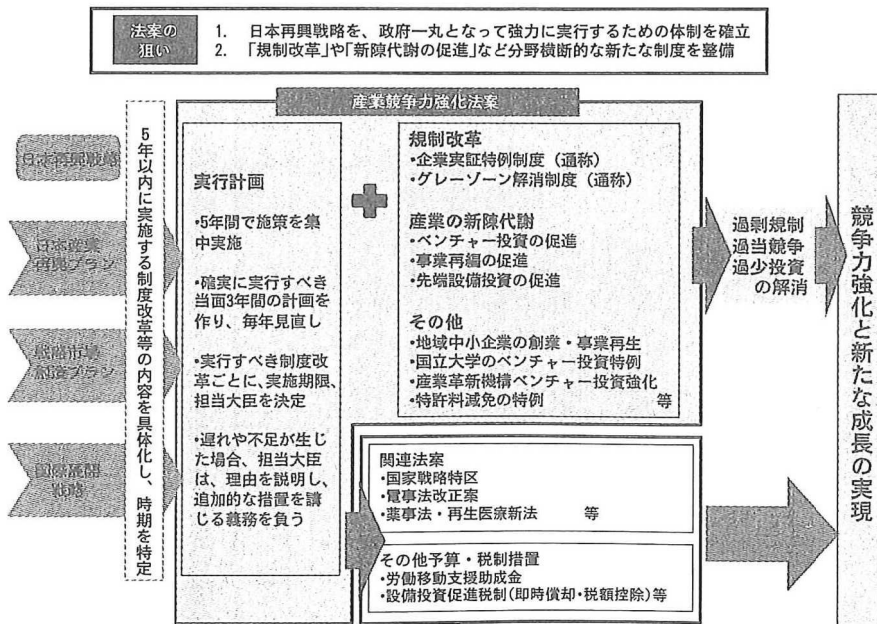 法案の
狙い
1. 日本再興戦略を、政府一丸となって強力に実行するための体制を確立
2. 「規制改革」や「新陳代謝の促進」など分野横断的な新たな制度を整備
産業競争力強化法案
日本再興戦略
日本産業
再興プラン
戦略市場
創造プラン
国際展開
戦略
5年以内に実施する制度改革等の内容を具体化し、時期を特定
実行計画
・5年間で施策を集
中実施
・確実に実行すべき
当面3年間の計画を
作り、毎年見直し
・実行すべき制度改
革ごとに、実施期限、
担当大臣を決定
・遅れや不足が生じ
た場合、担当大臣
は、理由を説明し、
追加的な措置を講
じる義務を負う
規制改革
・企業実証特例制度(通称)
・グレーゾーン解消制度(通称)
産業の新陳代謝
・ベンチャー投資の促進
・事業再編の促進
・先端設備投資の促進
その他
・地域中小企業の創業・事業再生
・国立大学のベンチャー投資特例
・産業革新機構ベンチャー投資強化
・特許料減免の特例 等
関連法案
・国家戦略特区
・電事法改正案
・薬事法・再生医療新法 等
その他予算・税制措置
・労働移動支援助成金
・設備投資促進税制(即時償却・税額控除)等
過剰規制
過当競争
過少投資
の解消
競争力強化と新たな成長の実現